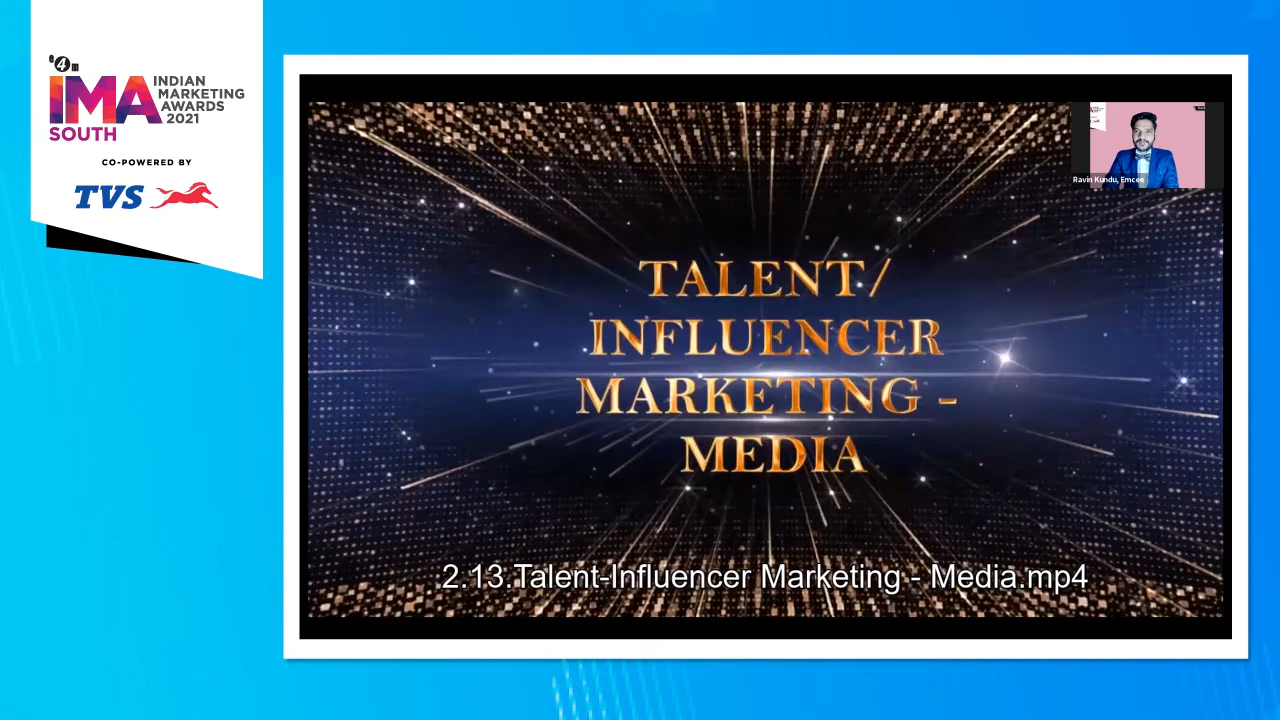 e4m
IMA
INDIAN
MARKETING
AWARDS
2021
SOUTH
CO-POWERED BY
TVS
Ravin Kundu, Emcee
TALENT/
INFLUENCER
MARKETING -
MEDIA
2.13.Talent-Influencer Marketing - Media.mp4